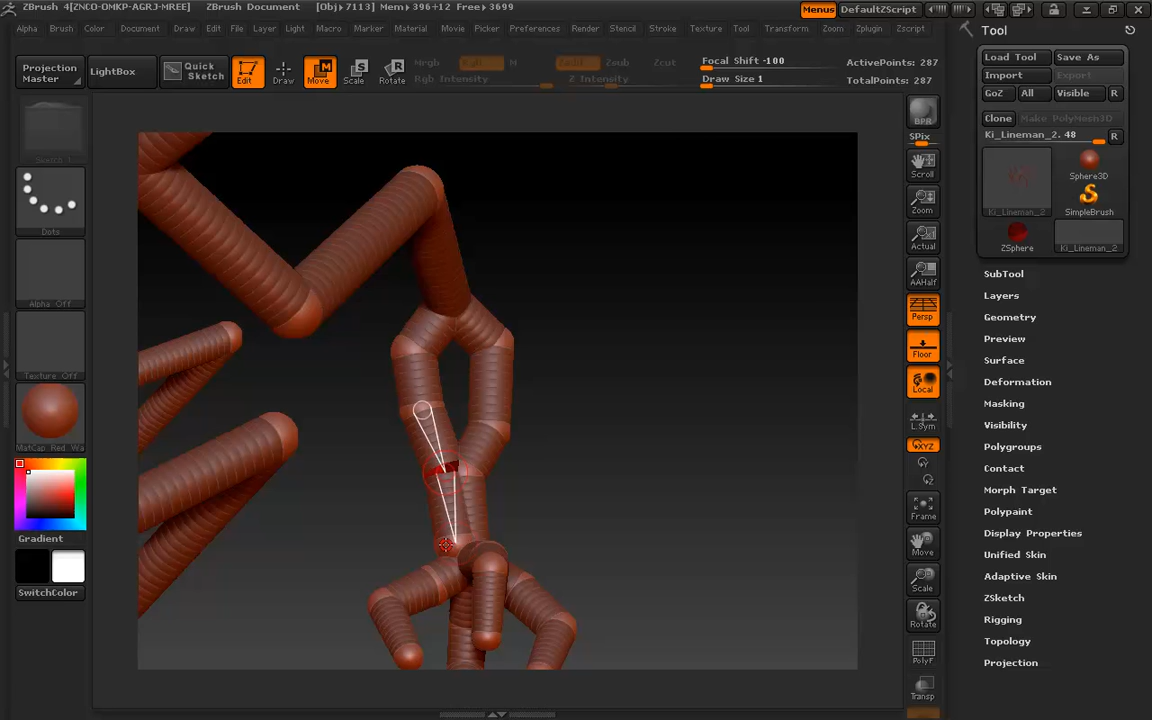 ZBrush 4[ZNCO-OMKP-AGRJ-MREE] ZBrush Document [Obj▸7113] Mem▸396+12 Free▸3699
Menus DefaultZScript
Alpha Brush Color Document Draw Edit File Layer Light Macro Marker Material Movie Picker Preferences Render Stencil Stroke Texture Tool Transform Zoom Zplugin Zscript
Projection Master
LightBox
Quick Sketch
Edit
Draw
Move
Scale
Rotate
Mrgb Rgb M
Rgb Intensity
Zadd Zsub Zcut
Z Intensity
Focal Shift -100
Draw Size 1
ActivePoints: 287
TotalPoints: 287
Dots
Alpha Off
Texture Off
MatCap Red Wa
Gradient
SwitchColor
BPR
SPix
Scroll
Zoom
Actual
AAHalf
Persp
Floor
Local
L.Sym
XYZ
Frame
Move
Scale
Rotate
PolyF
Transp
Tool
Load Tool Save As
Import Export
GoZ All Visible R
Clone Make PolyMesh3D
Ki_Lineman_2. 48 R
Sphere3D
SimpleBrush
Ki_Lineman_2
ZSphere
Ki_Lineman_2
SubTool
Layers
Geometry
Preview
Surface
Deformation
Masking
Visibility
Polygroups
Contact
Morph Target
Polypaint
Display Properties
Unified Skin
Adaptive Skin
ZSketch
Rigging
Topology
Projection